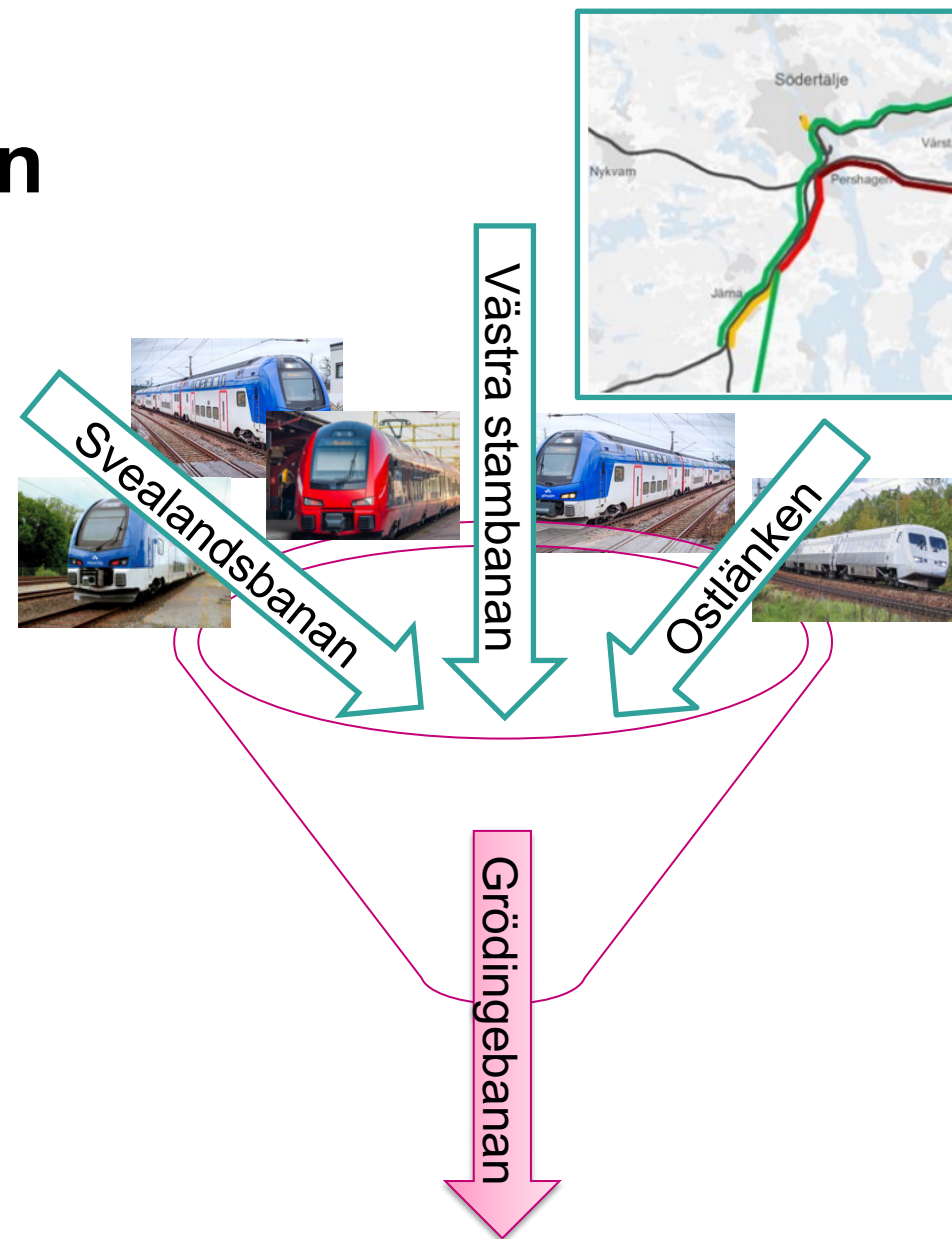 n
Södertälje
Nykvarn
Pershagen
Järna
Västra stambanan
Svealandsbanan
Ostlänken
Grödingebanan